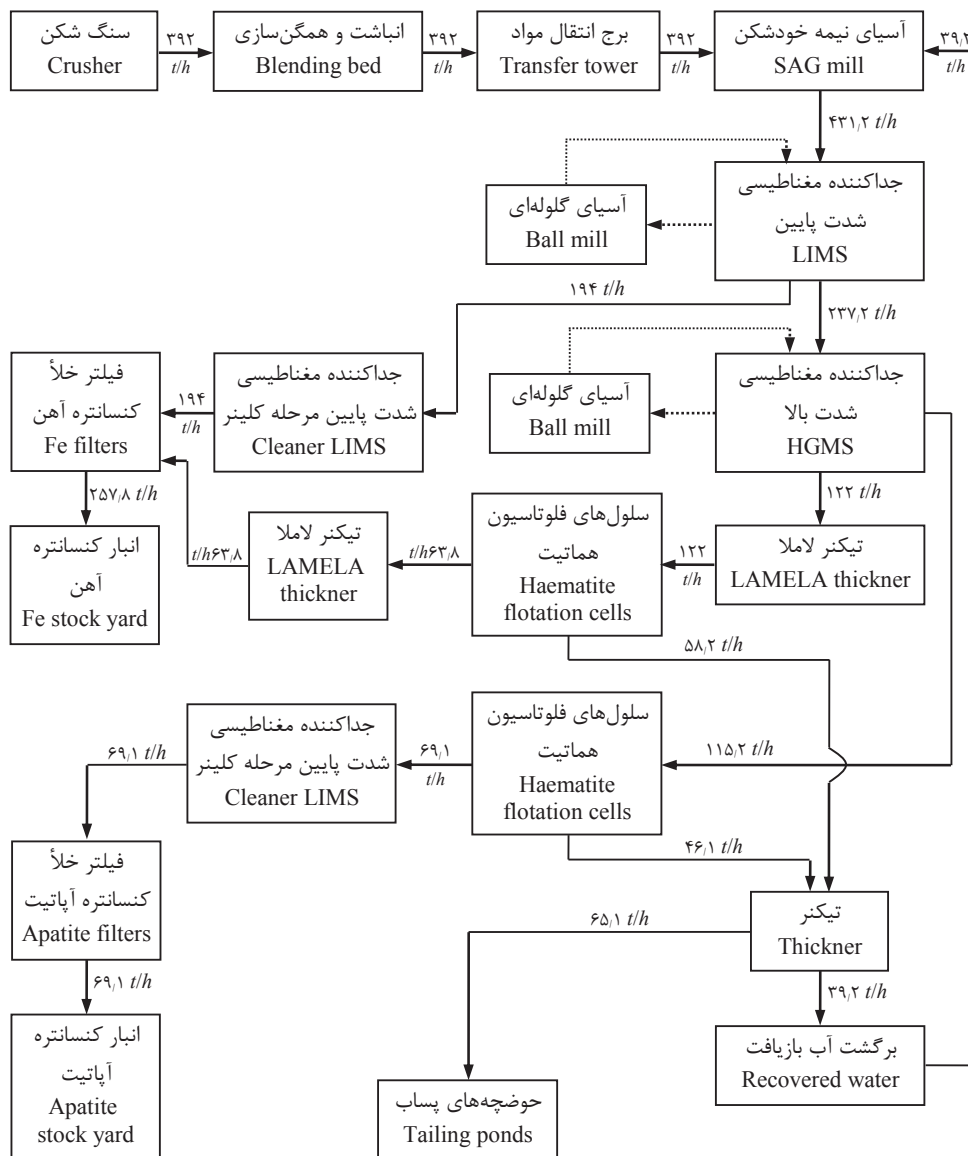 سنگ شکن
Crusher
۳۹۲
t/h
انباشت و همگن‌سازی
Blending bed
۳۹۲
t/h
برج انتقال مواد
Transfer tower
۳۹۲
t/h
آسیای نیمه خودشکن
SAG mill
۳۹٫۲
t/h
۴۳۱٫۲ t/h
جداکننده مغناطیسی
شدت پایین
LIMS
آسیای گلوله‌ای
Ball mill
۱۹۴ t/h
۲۳۷٫۲ t/h
جداکننده مغناطیسی
شدت بالا
HGMS
آسیای گلوله‌ای
Ball mill
جداکننده مغناطیسی
شدت پایین مرحله کلینر
Cleaner LIMS
۱۹۴
t/h
فیلتر خلأ
کنسانتره آهن
Fe filters
۲۵۷٫۸ t/h
انبار کنسانتره
آهن
Fe stock yard
۱۲۲ t/h
تیکنر لاملا
LAMELA thickner
۱۲۲
t/h
سلول‌های فلوتاسیون
هماتیت
Haematite
flotation cells
t/h۶۳٫۸
تیکنر لاملا
LAMELA
thickner
t/h۶۳٫۸
۵۸٫۲ t/h
۱۱۵٫۲ t/h
سلول‌های فلوتاسیون
هماتیت
Haematite
flotation cells
۶۹٫۱
t/h
جداکننده مغناطیسی
شدت پایین مرحله کلینر
Cleaner LIMS
۶۹٫۱ t/h
فیلتر خلأ
کنسانتره آپاتیت
Apatite filters
۶۹٫۱ t/h
انبار کنسانتره
آپاتیت
Apatite
stock yard
۴۶٫۱ t/h
تیکنر
Thickner
۶۵٫۱ t/h
حوضچه‌های پساب
Tailing ponds
۳۹٫۲ t/h
برگشت آب بازیافت
Recovered water